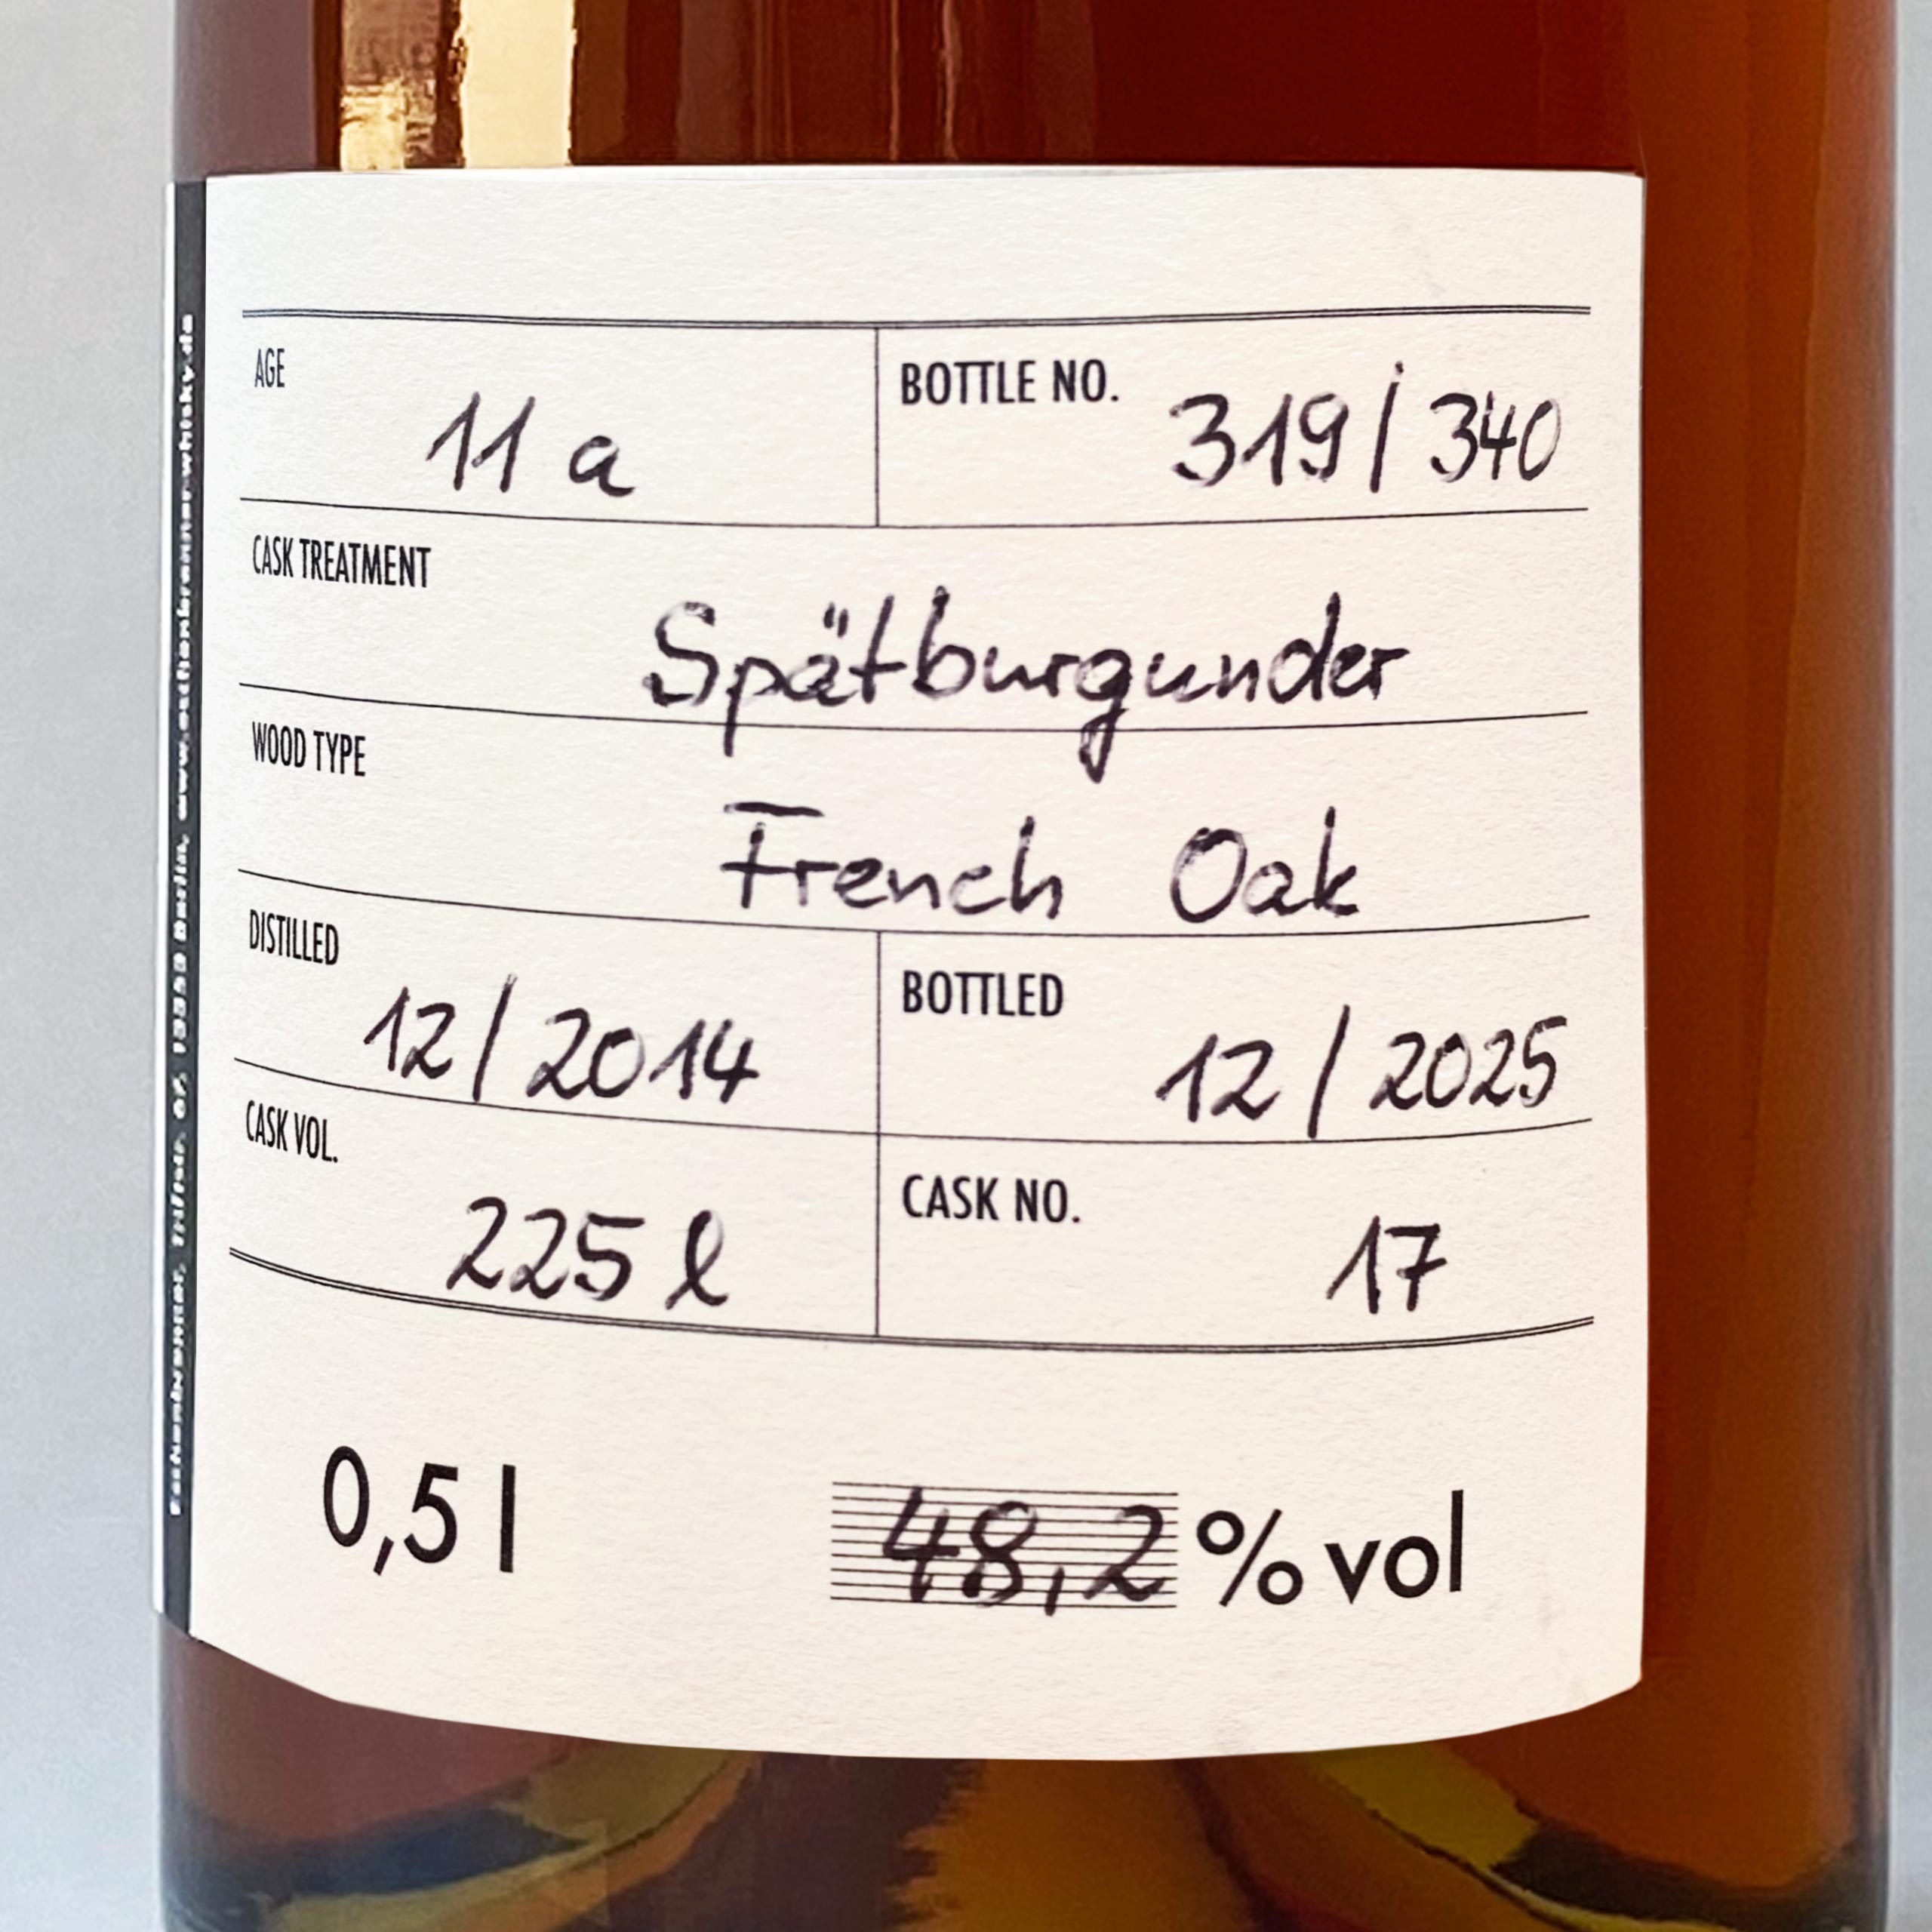 AGE
11 a
BOTTLE NO.
319/340
CASK TREATMENT
Spätburgunder
WOOD TYPE
French Oak
DISTILLED
12/2014
BOTTLED
12/2025
CASK VOL.
225 l
CASK NO.
17
0,5 l
48,2 % vol